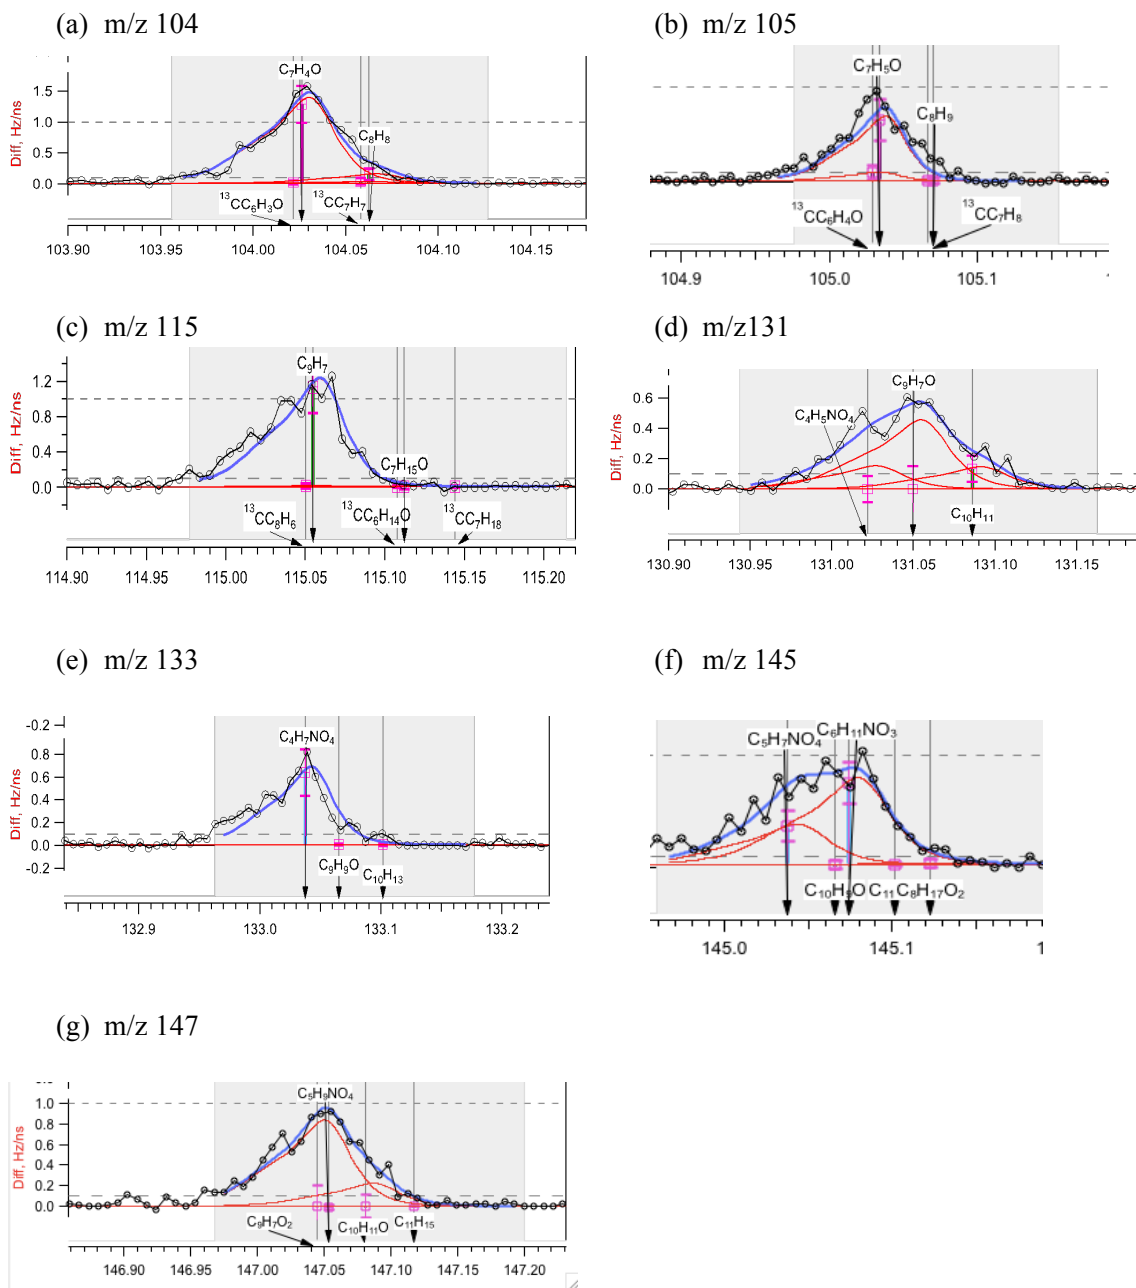 (a) m/z 104
C₇H₄O
C₈H₈
¹³CC₆H₃O
¹³CC₇H₇
Diff, Hz/ns
1.5
1.0
0.5
0.0
103.90 103.95 104.00 104.05 104.10 104.15
(b) m/z 105
C₇H₅O
C₈H₉
¹³CC₆H₄O
¹³CC₇H₈
104.9 105.0 105.1
(c) m/z 115
C₉H₇
C₇H₁₅O
¹³CC₈H₆
¹³CC₆H₁₄O
¹³CC₇H₁₈
Diff, Hz/ns
1.2
0.8
0.4
0.0
114.90 114.95 115.00 115.05 115.10 115.15 115.20
(d) m/z131
C₉H₇O
C₄H₅NO₄
C₁₀H₁₁
Diff, Hz/ns
0.6
0.4
0.2
0.0
130.90 130.95 131.00 131.05 131.10 131.15
(e) m/z 133
C₄H₇NO₄
C₉H₉O
C₁₀H₁₃
Diff, Hz/ns
-0.2
0.8
0.6
0.4
0.2
0.0
-0.2
132.9 133.0 133.1 133.2
(f) m/z 145
C₆H₁₁NO₃
C₅H₇NO₄
C₁₀H₉O
C₁₁C₈H₁₇O₂
145.0 145.1
(g) m/z 147
C₅H₉NO₄
C₉H₇O₂
C₁₀H₁₁O
C₁₁H₁₅
Diff, Hz/ns
1.0
0.8
0.6
0.4
0.2
0.0
146.90 146.95 147.00 147.05 147.10 147.15 147.20